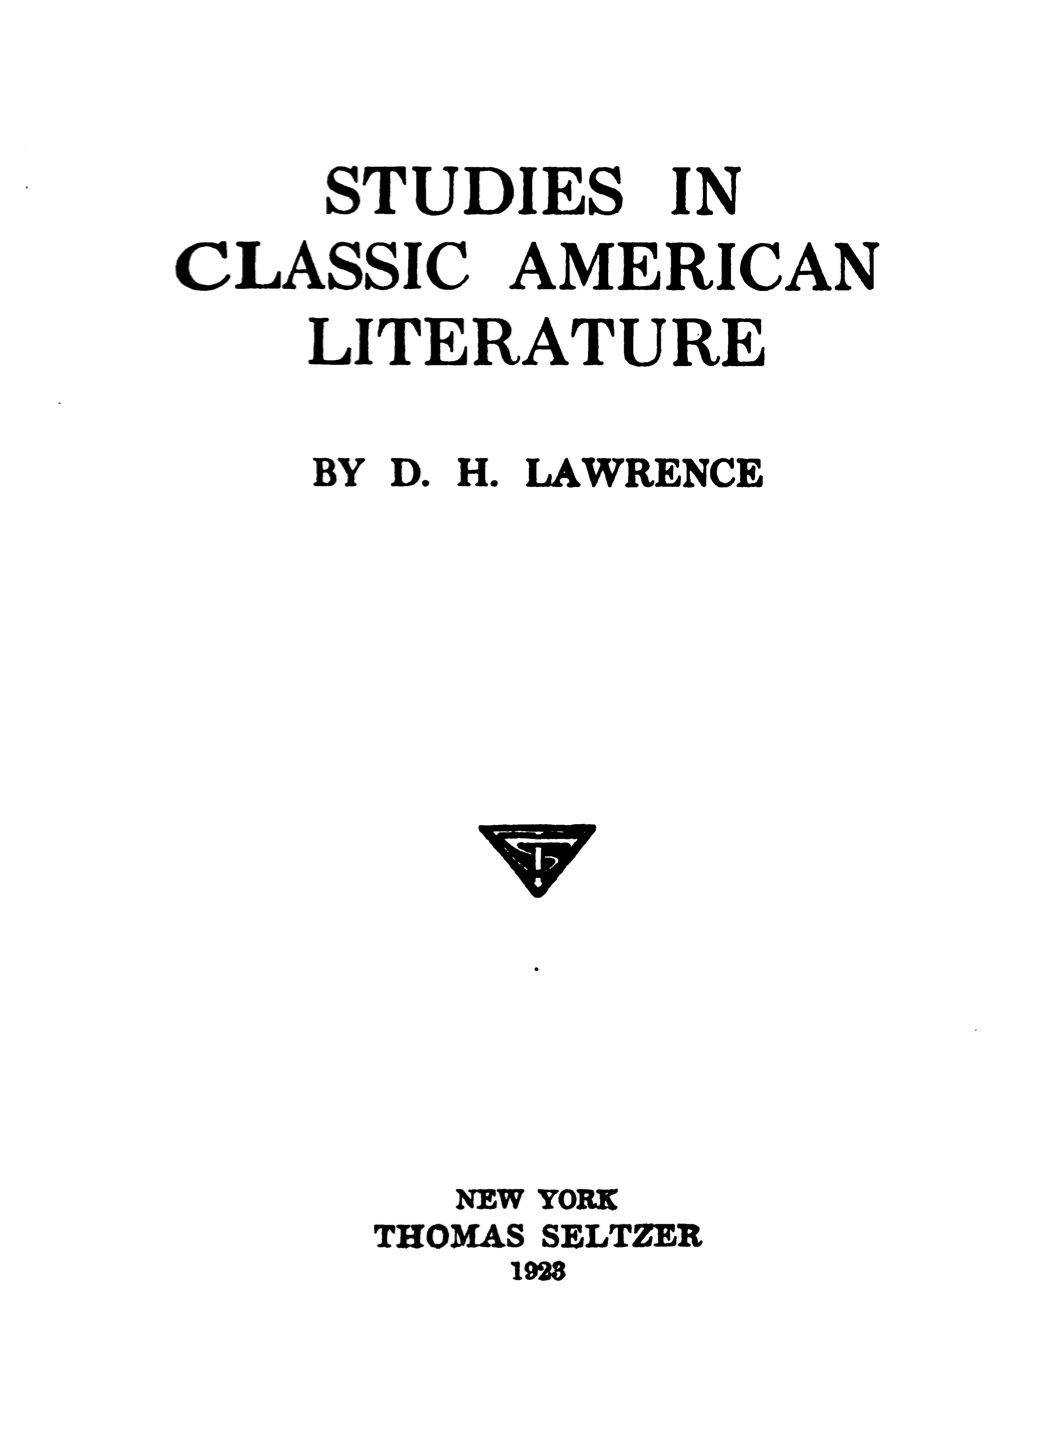 STUDIES IN
CLASSIC AMERICAN
LITERATURE
BY D. H. LAWRENCE
NEW YORK
THOMAS SELTZER
1923